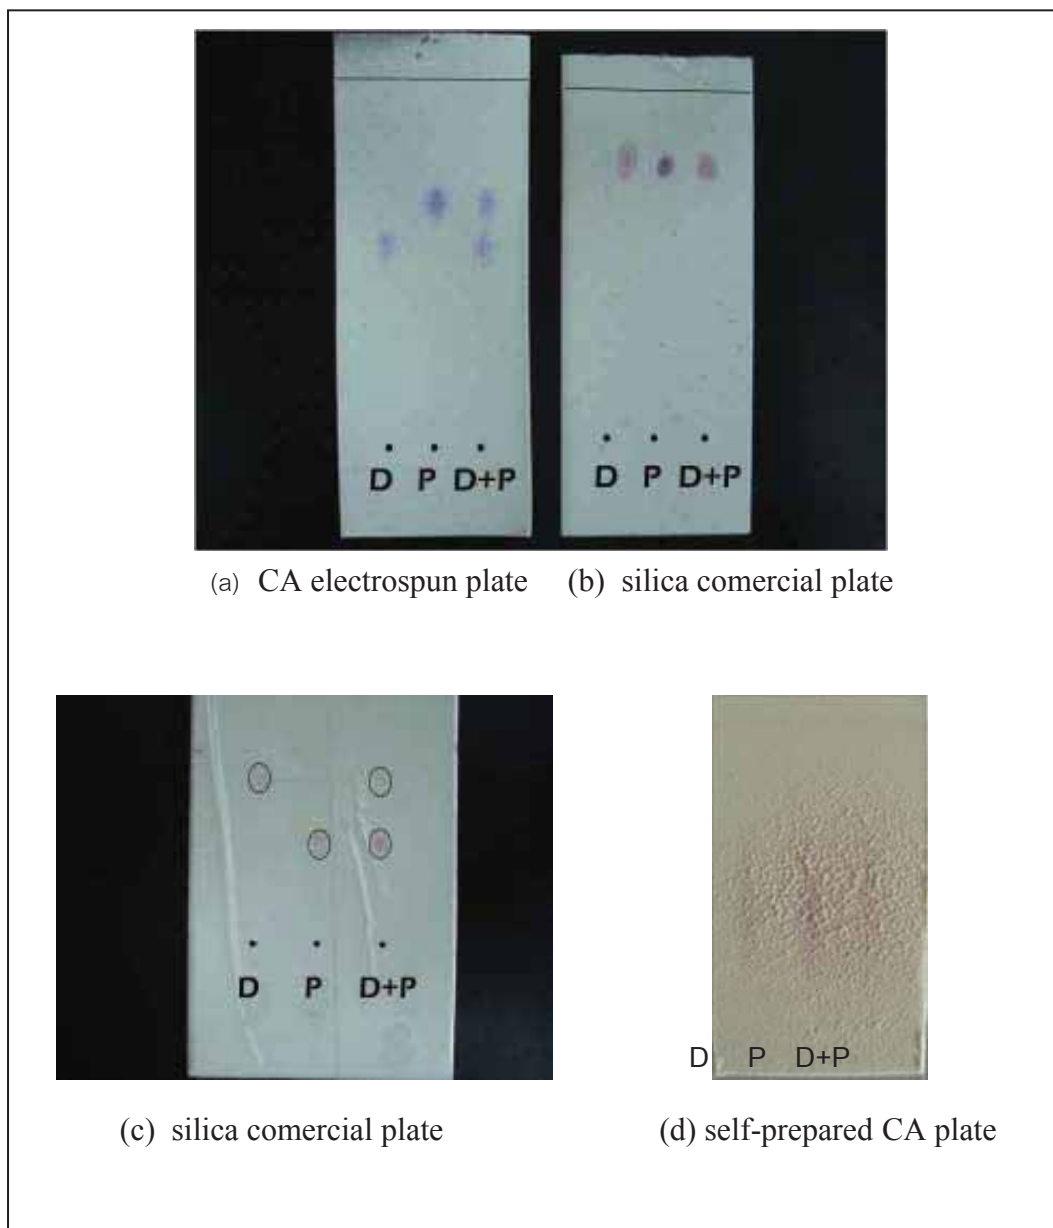 D P D+P
D P D+P
(a) CA electrospun plate
(b) silica comercial plate
D P D+P
D P D+P
(c) silica comercial plate
(d) self-prepared CA plate